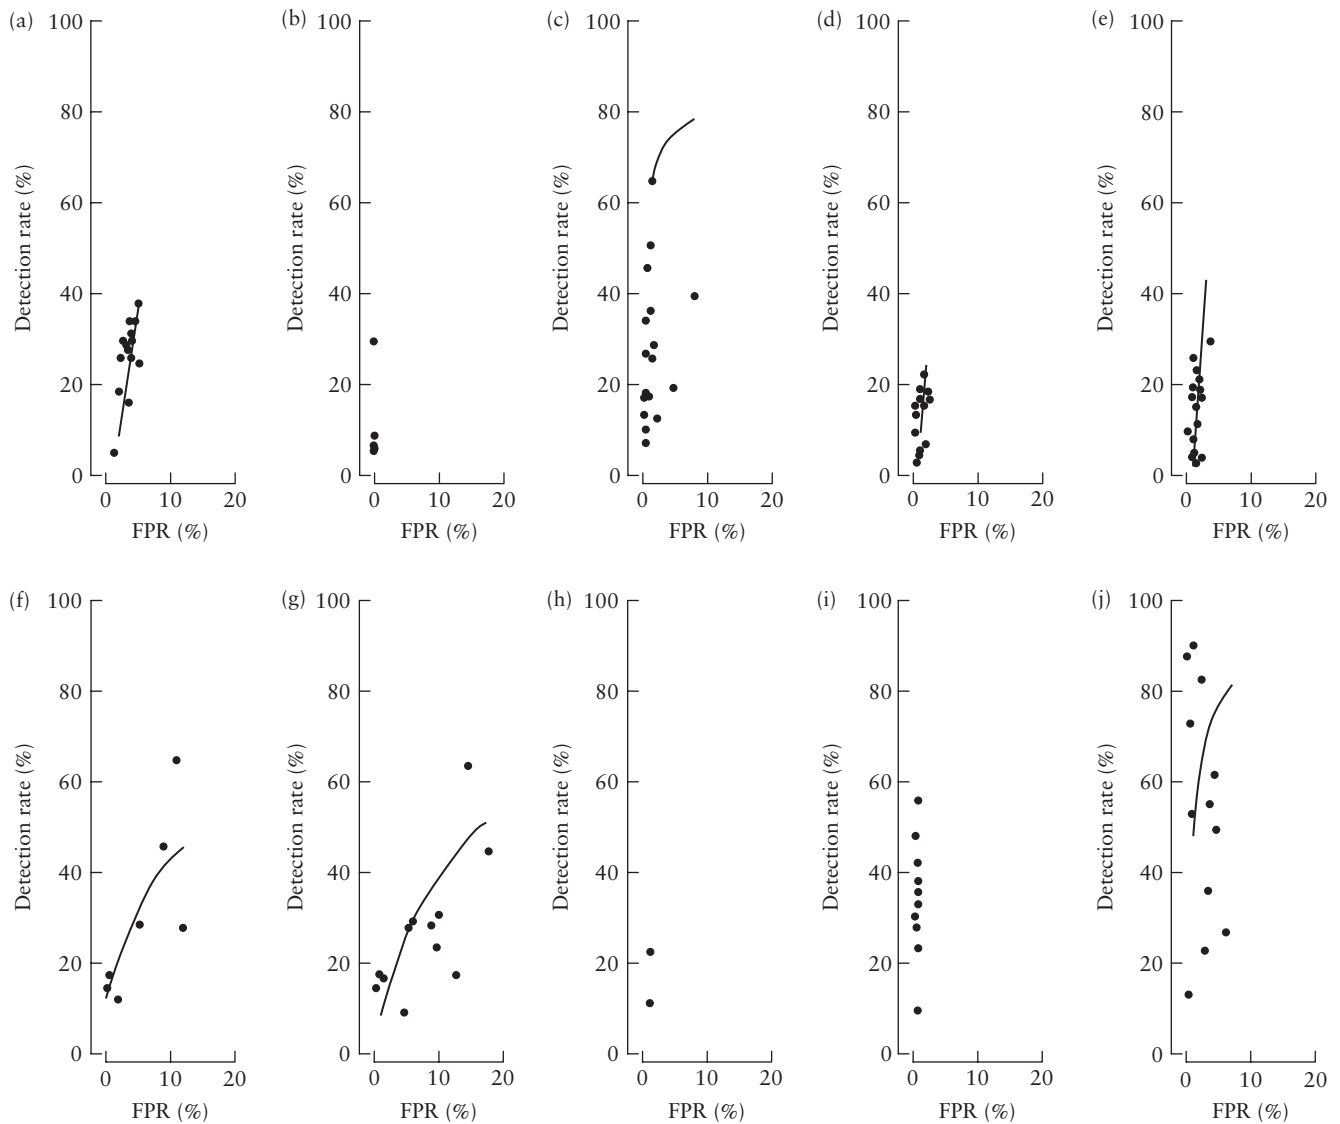 (a) 100 (b) 100 (c) 100 (d) 100 (e) 100
80 80 80 80 80
60 60 60 60 60
40 40 40 40 40
20 20 20 20 20
0 0 0 0 0
Detection rate (%) Detection rate (%) Detection rate (%) Detection rate (%) Detection rate (%)
0 10 20 0 10 20 0 10 20 0 10 20 0 10 20
FPR (%) FPR (%) FPR (%) FPR (%) FPR (%)
(f) 100 (g) 100 (h) 100 (i) 100 (j) 100
80 80 80 80 80
60 60 60 60 60
40 40 40 40 40
20 20 20 20 20
0 0 0 0 0
Detection rate (%) Detection rate (%) Detection rate (%) Detection rate (%) Detection rate (%)
0 10 20 0 10 20 0 10 20 0 10 20 0 10 20
FPR (%) FPR (%) FPR (%) FPR (%) FPR (%)